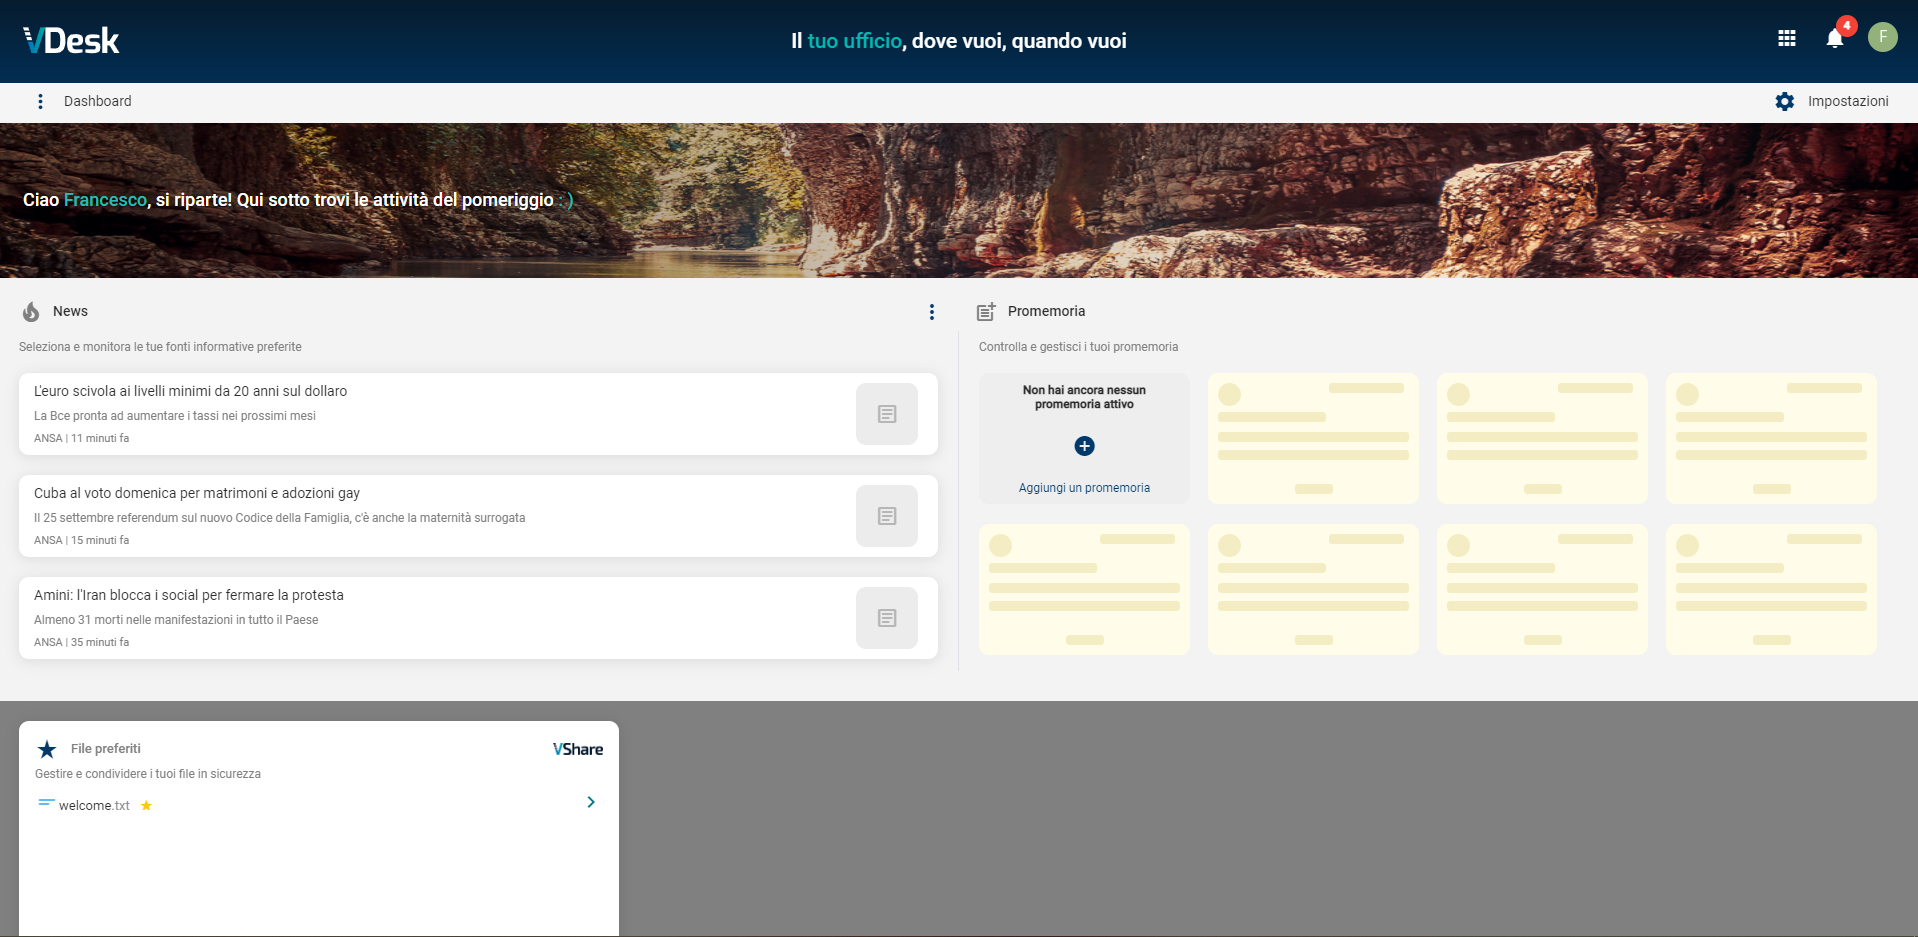 VDesk
Il tuo ufficio, dove vuoi, quando vuoi
4
F
Dashboard
Impostazioni
Ciao Francesco, si riparte! Qui sotto trovi le attività del pomeriggio : )
News
Seleziona e monitora le tue fonti informative preferite
L'euro scivola ai livelli minimi da 20 anni sul dollaro
La Bce pronta ad aumentare i tassi nei prossimi mesi
ANSA | 11 minuti fa
Cuba al voto domenica per matrimoni e adozioni gay
Il 25 settembre referendum sul nuovo Codice della Famiglia, c'è anche la maternità surrogata
ANSA | 15 minuti fa
Amini: l'Iran blocca i social per fermare la protesta
Almeno 31 morti nelle manifestazioni in tutto il Paese
ANSA | 35 minuti fa
Promemoria
Controlla e gestisci i tuoi promemoria
Non hai ancora nessun
promemoria attivo
Aggiungi un promemoria
File preferiti
VShare
Gestire e condividere i tuoi file in sicurezza
welcome.txt